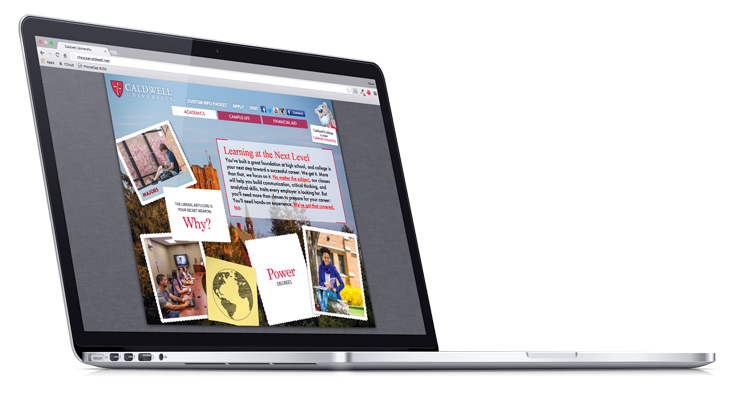 Caldwell University
choosecaldwell.net
Apps
iCloud
CALDWELL
UNIVERSITY
CUSTOM INFO PACKET
APPLY
VISIT
ACADEMICS
CAMPUS LIFE
FINANCIAL AID
Caldwell College
is now
Caldwell University
Learning at the Next Level
You've built a great foundation at high school, and college is
your next step toward a successful career. We get it. More
than that, we focus on it. No matter the subject, our classes
will help you build communication, critical thinking, and
analytical skills, traits every employer is looking for. But
you'll need more than classes to prepare for your career:
You'll need hands-on experience. We've got that covered,
too.
MAJORS
THE LIBERAL ARTS CORE IS
YOUR SECRET WEAPON.
Why?
Power
DEGREES